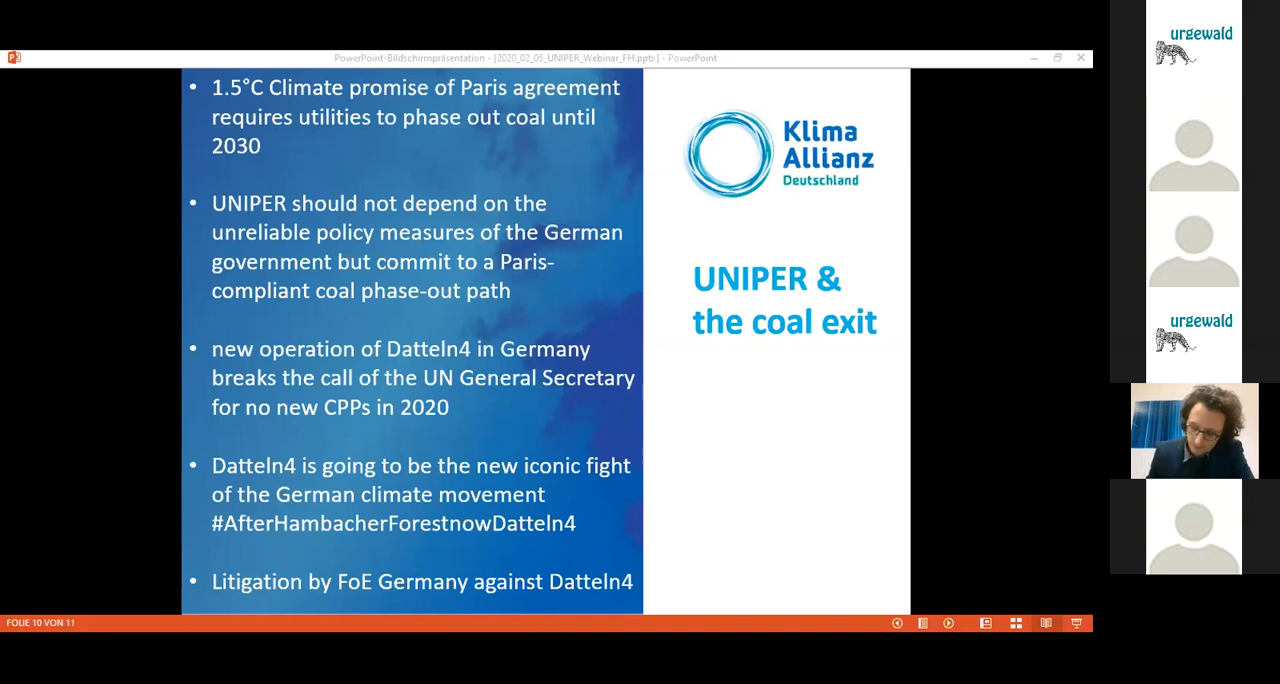 PowerPoint-Bildschirmpräsentation - [2020_02_05_UNIPER_Webinar_FH.pptx] - PowerPoint
• 1.5°C Climate promise of Paris agreement
requires utilities to phase out coal until
2030
• UNIPER should not depend on the
unreliable policy measures of the German
government but commit to a Paris-
compliant coal phase-out path
• new operation of Datteln4 in Germany
breaks the call of the UN General Secretary
for no new CPPs in 2020
• Datteln4 is going to be the new iconic fight
of the German climate movement
#AfterHambacherForestnowDatteln4
• Litigation by FoE Germany against Datteln4
Klima
Allianz
Deutschland
UNIPER &
the coal exit
FOLIE 10 VON 11
urgewald
urgewald